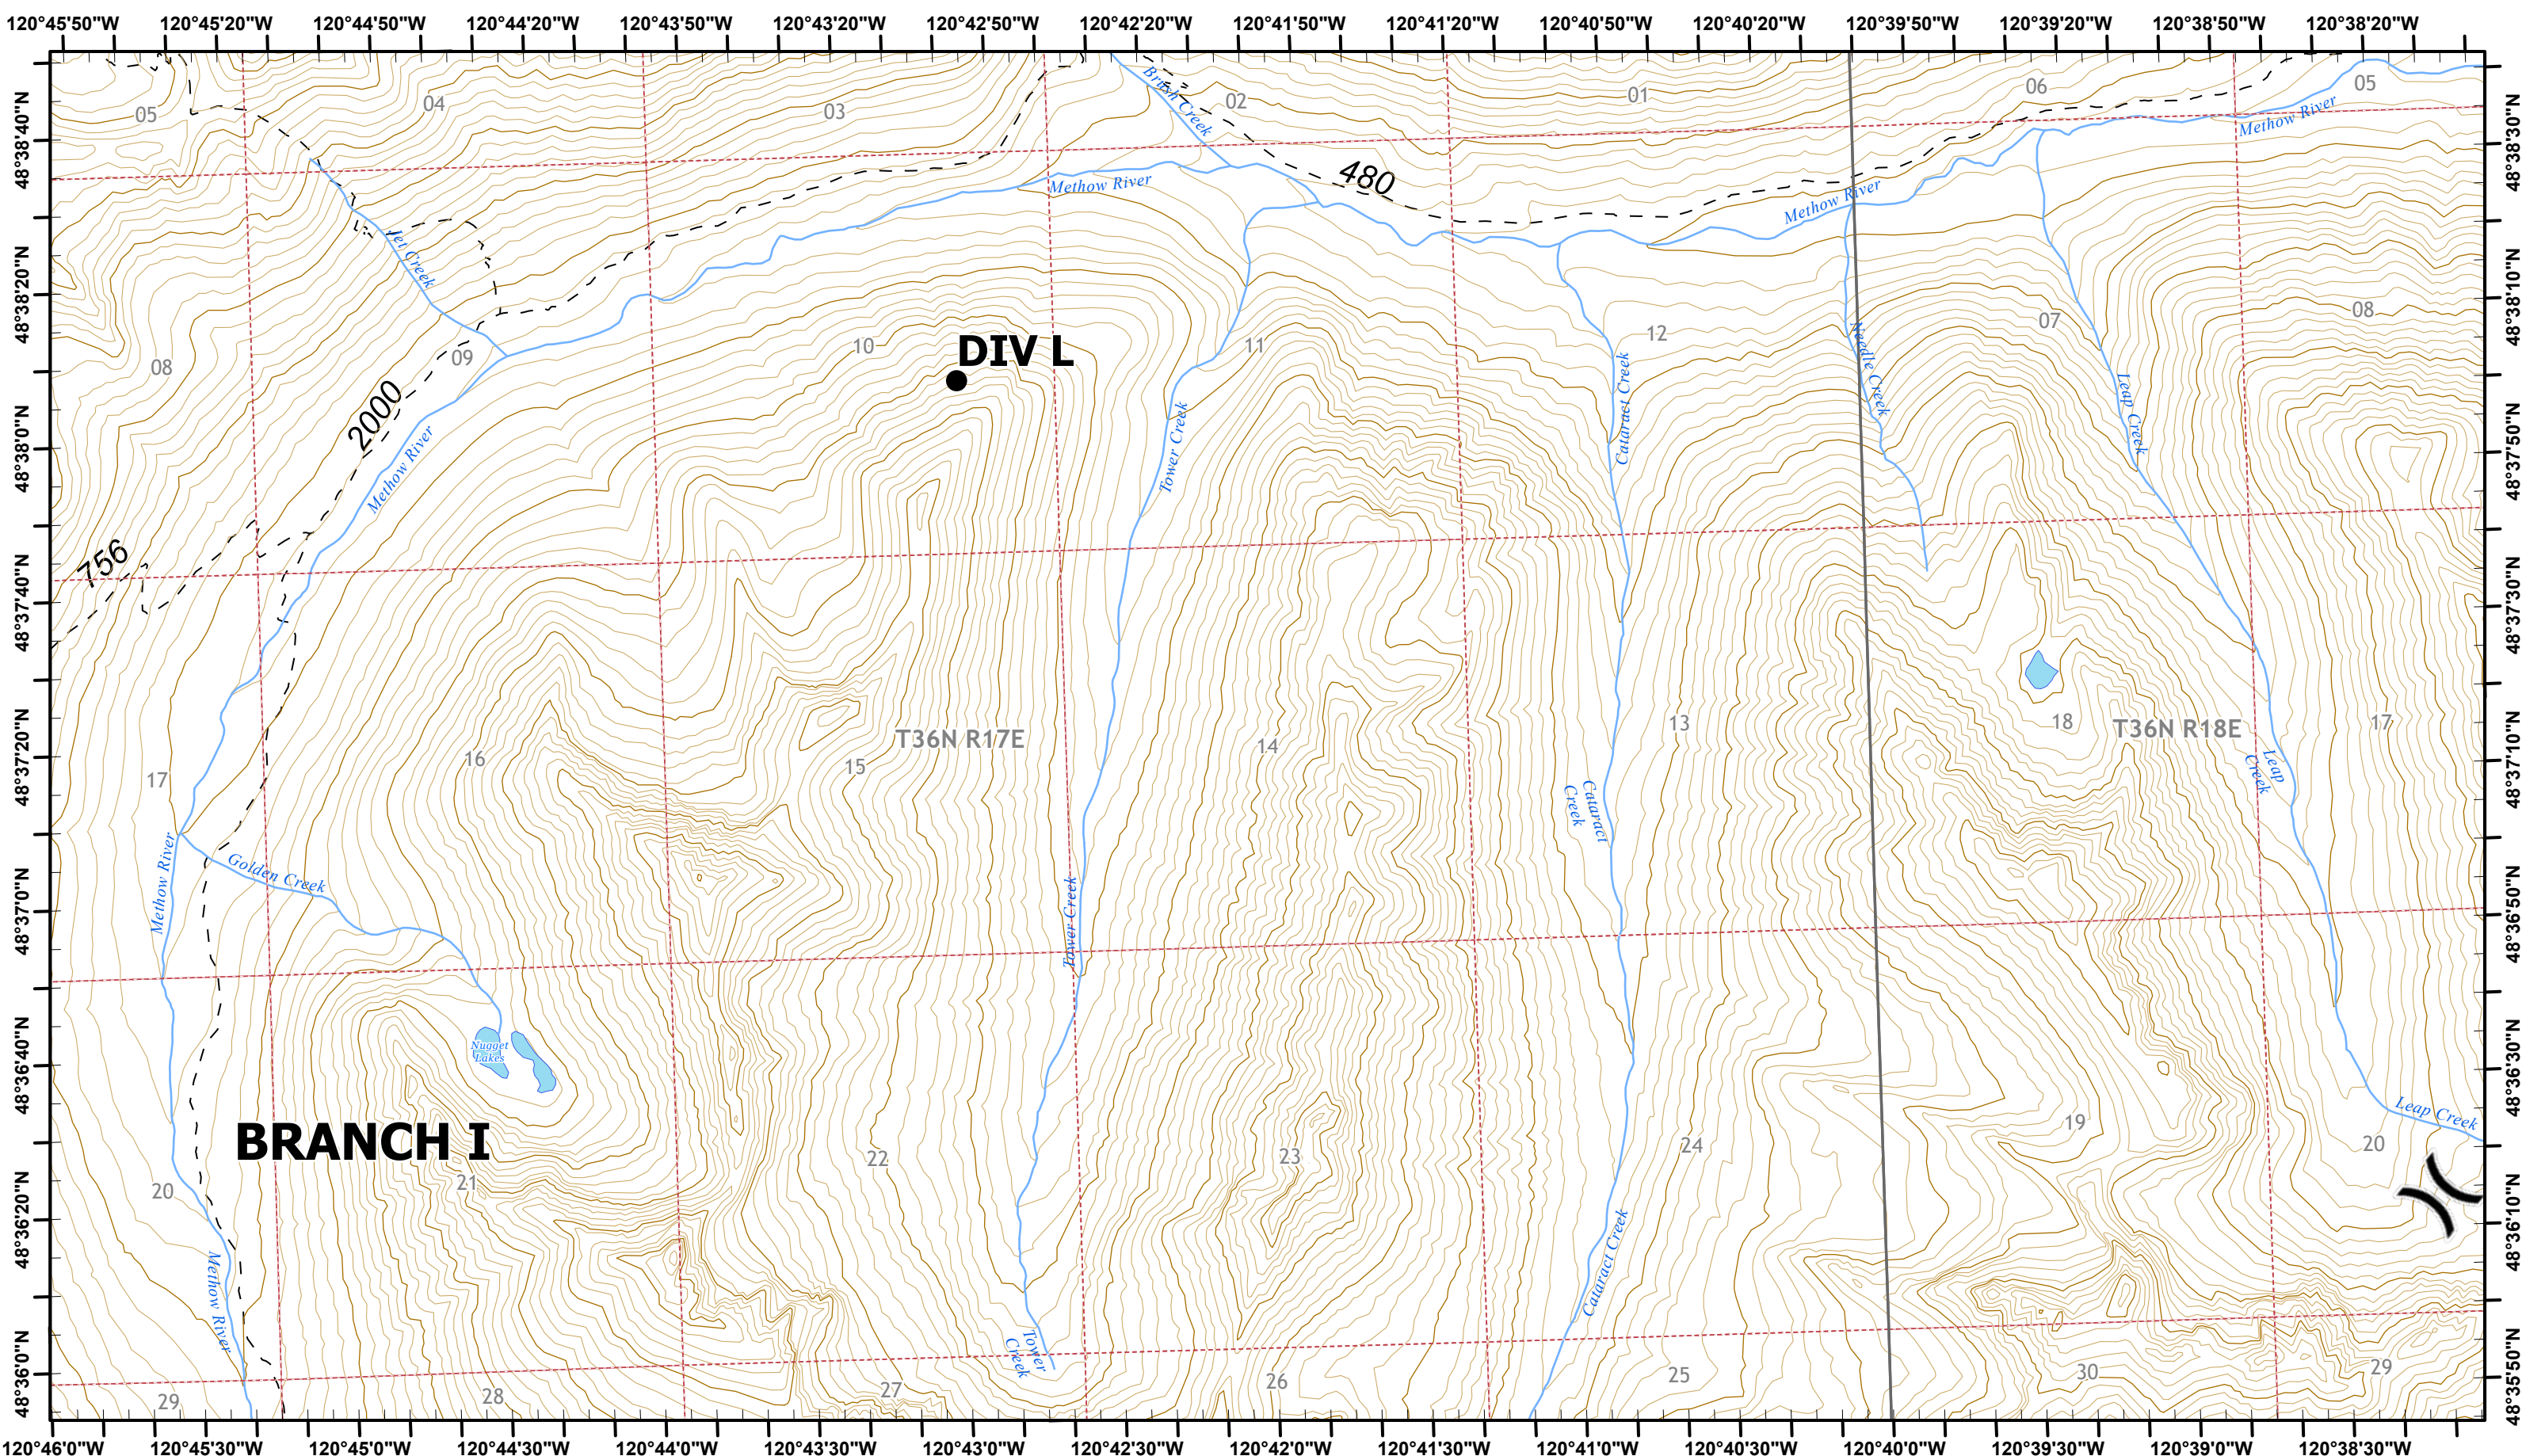 120°45'50"W 120°45'20"W 120°44'50"W 120°44'20"W 120°43'50"W 120°43'20"W 120°42'50"W 120°42'20"W 120°41'50"W 120°41'20"W 120°40'50"W 120°40'20"W 120°39'50"W 120°39'20"W 120°38'50"W 120°38'20"W
05
04
03
Brush Creek
02
01
06
05
Methow River
48°38'40"N
48°38'30"N
480
Methow River
Methow River
Jet Creek
48°38'20"N
48°38'10"N
08
09
10
DIV L
11
12
07
08
2000
Methow River
Tower Creek
Cataract Creek
Needle Creek
Leap Creek
48°38'0"N
48°37'50"N
756
48°37'40"N
48°37'30"N
17
16
15
T36N R17E
14
13
18
T36N R18E
17
48°37'20"N
48°37'10"N
Leap
Creek
Cataract
Creek
Methow River
Golden Creek
Tower Creek
48°37'0"N
48°36'50"N
Nugget
Lakes
48°36'40"N
48°36'30"N
BRANCH I
Leap Creek
20
21
22
23
24
19
20
48°36'20"N
48°36'10"N
Methow River
Cataract Creek
Tower
Creek
48°36'0"N
48°35'50"N
29
28
27
26
25
30
29
120°46'0"W 120°45'30"W 120°45'0"W 120°44'30"W 120°44'0"W 120°43'30"W 120°43'0"W 120°42'30"W 120°42'0"W 120°41'30"W 120°41'0"W 120°40'30"W 120°40'0"W 120°39'30"W 120°39'0"W 120°38'30"W